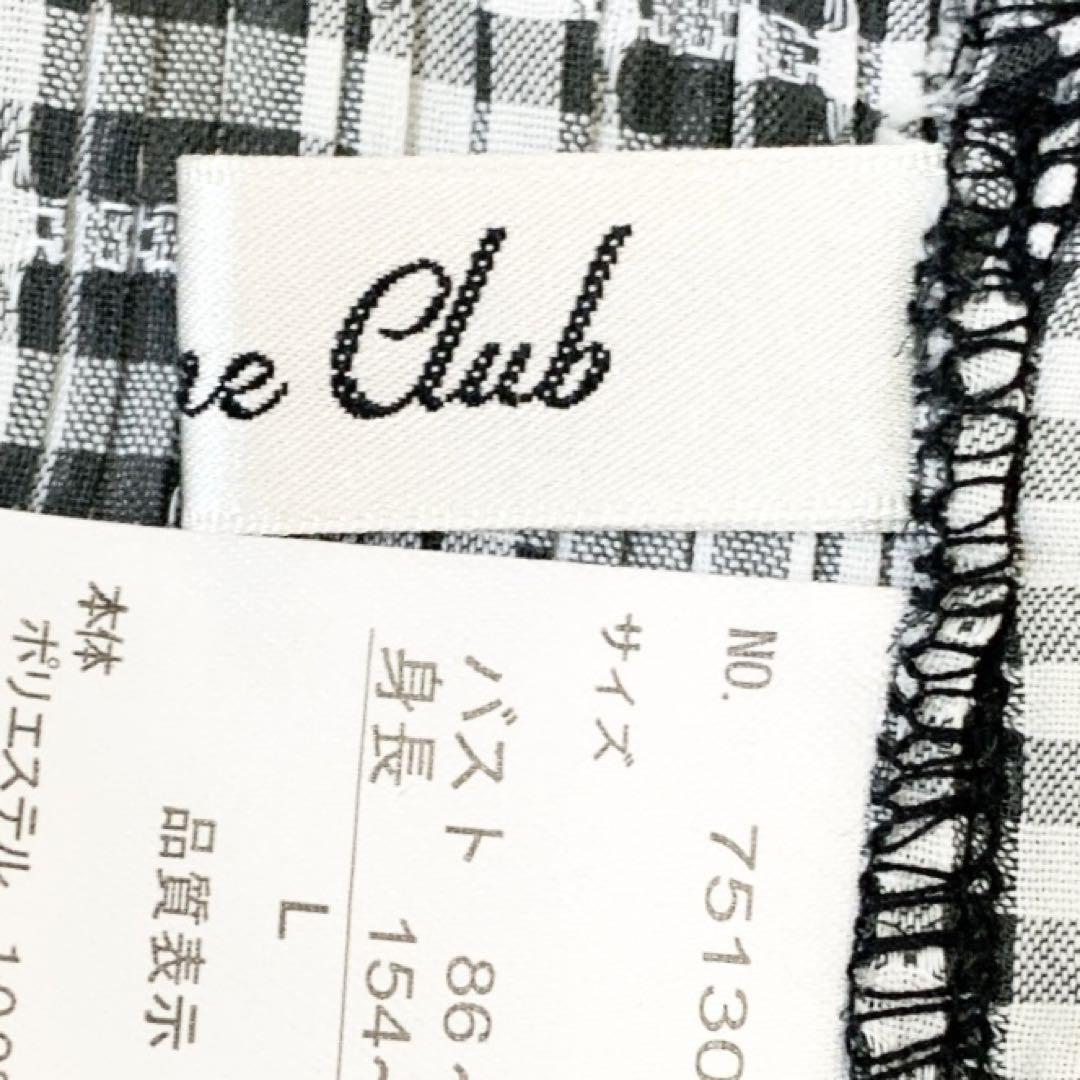 Club
NO. 75130
サイズ
バスト 86~
身長 154~
L
品質表示
本体
ポリエステル 100